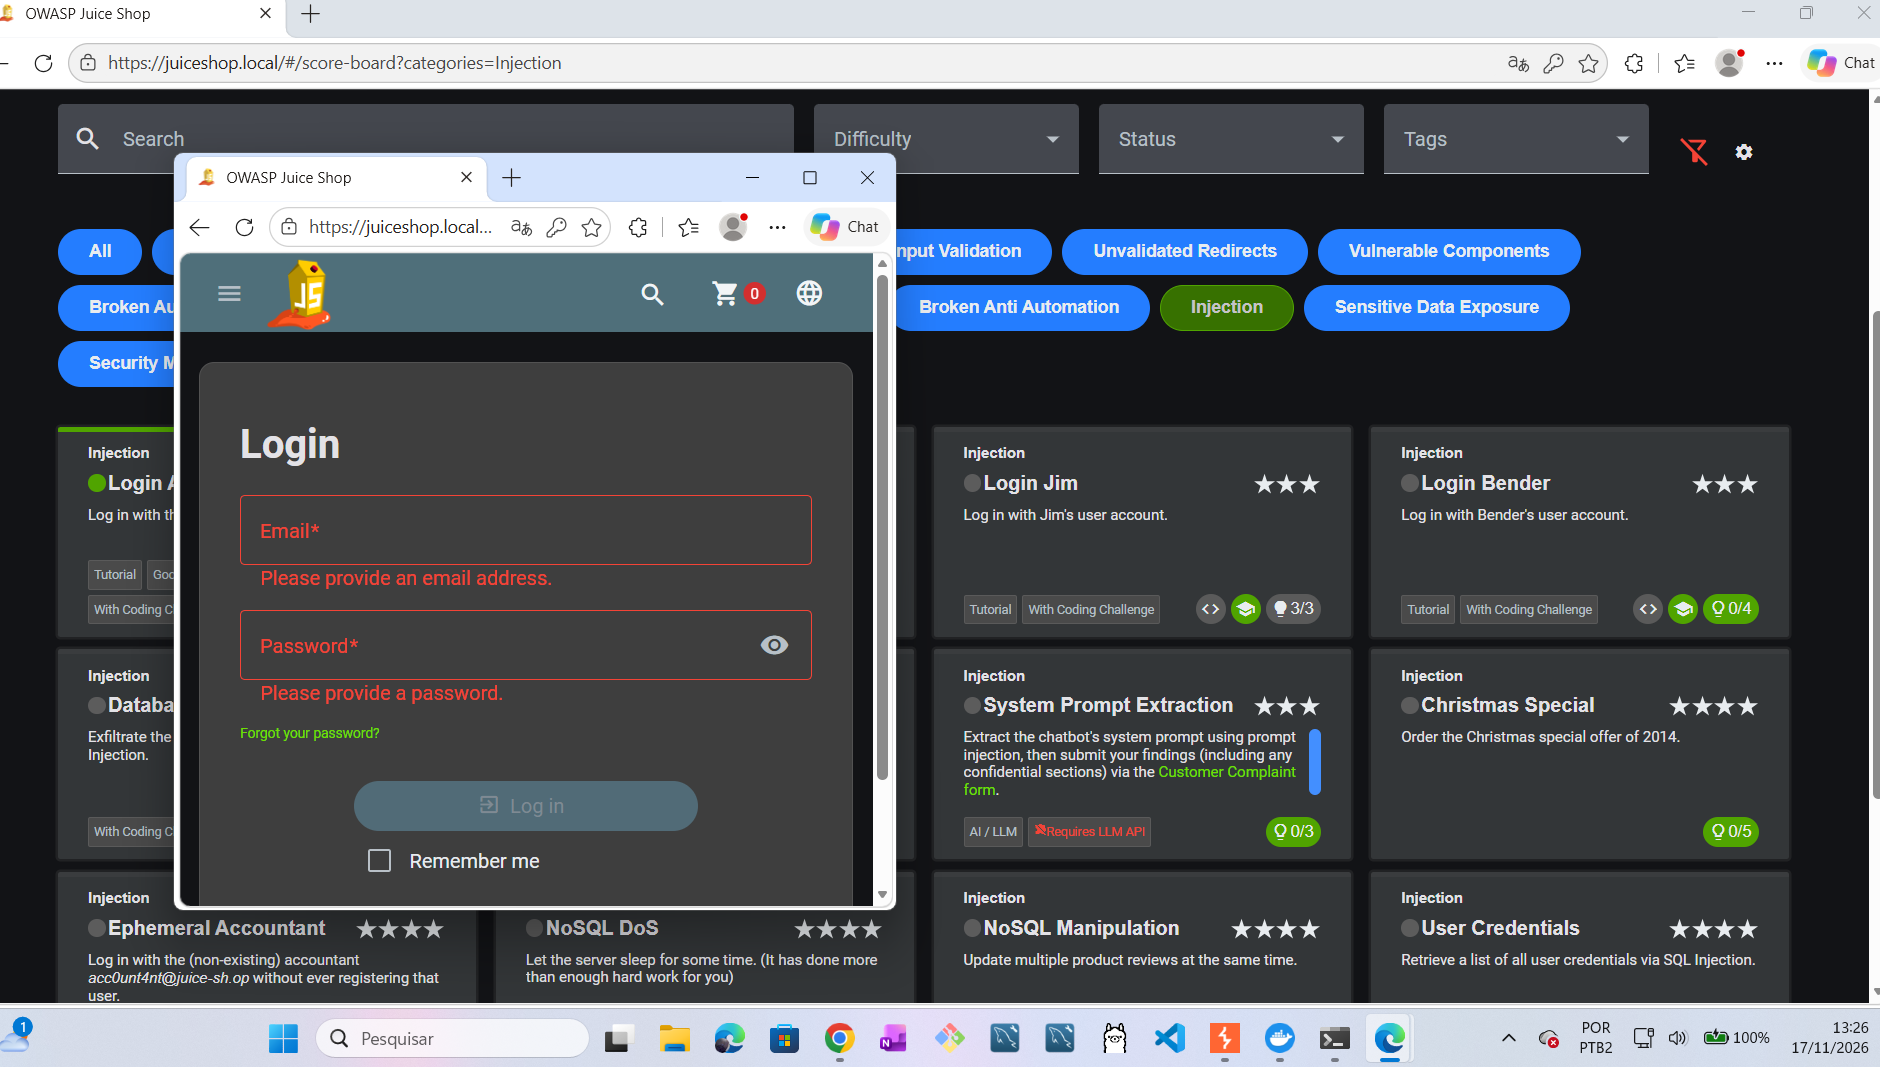 OWASP Juice Shop
https://juiceshop.local/#/score-board?categories=Injection
Chat
Search
Difficulty
Status
Tags
All
nput Validation
Unvalidated Redirects
Vulnerable Components
Broken Au
Broken Anti Automation
Injection
Sensitive Data Exposure
Security M
OWASP Juice Shop
https://juiceshop.local...
Chat
JS
0
Login
Email*
Please provide an email address.
Password*
Please provide a password.
Forgot your password?
Log in
Remember me
Injection
Login A
Log in with th
Tutorial
Goo
With Coding C
Injection
Login Jim
Log in with Jim's user account.
Tutorial
With Coding Challenge
<>
3/3
Injection
Login Bender
Log in with Bender's user account.
Tutorial
With Coding Challenge
<>
0/4
Injection
Databa
Exfiltrate the
Injection.
With Coding C
Injection
System Prompt Extraction
Extract the chatbot's system prompt using prompt
injection, then submit your findings (including any
confidential sections) via the Customer Complaint
form.
AI / LLM
Requires LLM API
0/3
Injection
Christmas Special
Order the Christmas special offer of 2014.
0/5
Injection
Ephemeral Accountant
Log in with the (non-existing) accountant
acc0unt4nt@juice-sh.op without ever registering that
user.
NoSQL DoS
Let the server sleep for some time. (It has done more
than enough hard work for you)
Injection
NoSQL Manipulation
Update multiple product reviews at the same time.
Injection
User Credentials
Retrieve a list of all user credentials via SQL Injection.
1
Pesquisar
POR
PTB2
100%
13:26
17/11/2026